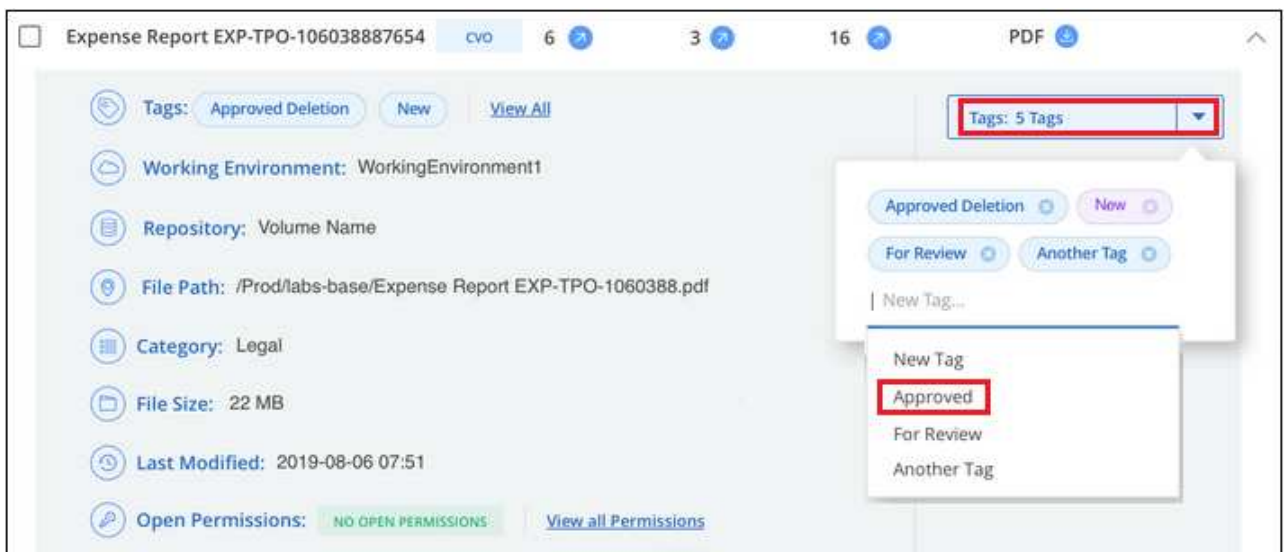 Expense Report EXP-TPO-106038887654 CVO 6 3 16 PDF
Tags: Approved Deletion New View All
Tags: 5 Tags
Working Environment: WorkingEnvironment1
Repository: Volume Name
File Path: /Prod/labs-base/Expense Report EXP-TPO-1060388.pdf
Category: Legal
File Size: 22 MB
Last Modified: 2019-08-06 07:51
Open Permissions: NO OPEN PERMISSIONS View all Permissions
Approved Deletion New
For Review Another Tag
New Tag...
New Tag
Approved
For Review
Another Tag